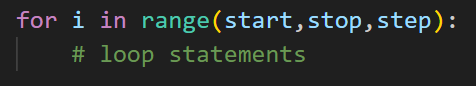 for i in range(start,stop,step):
    # loop statements